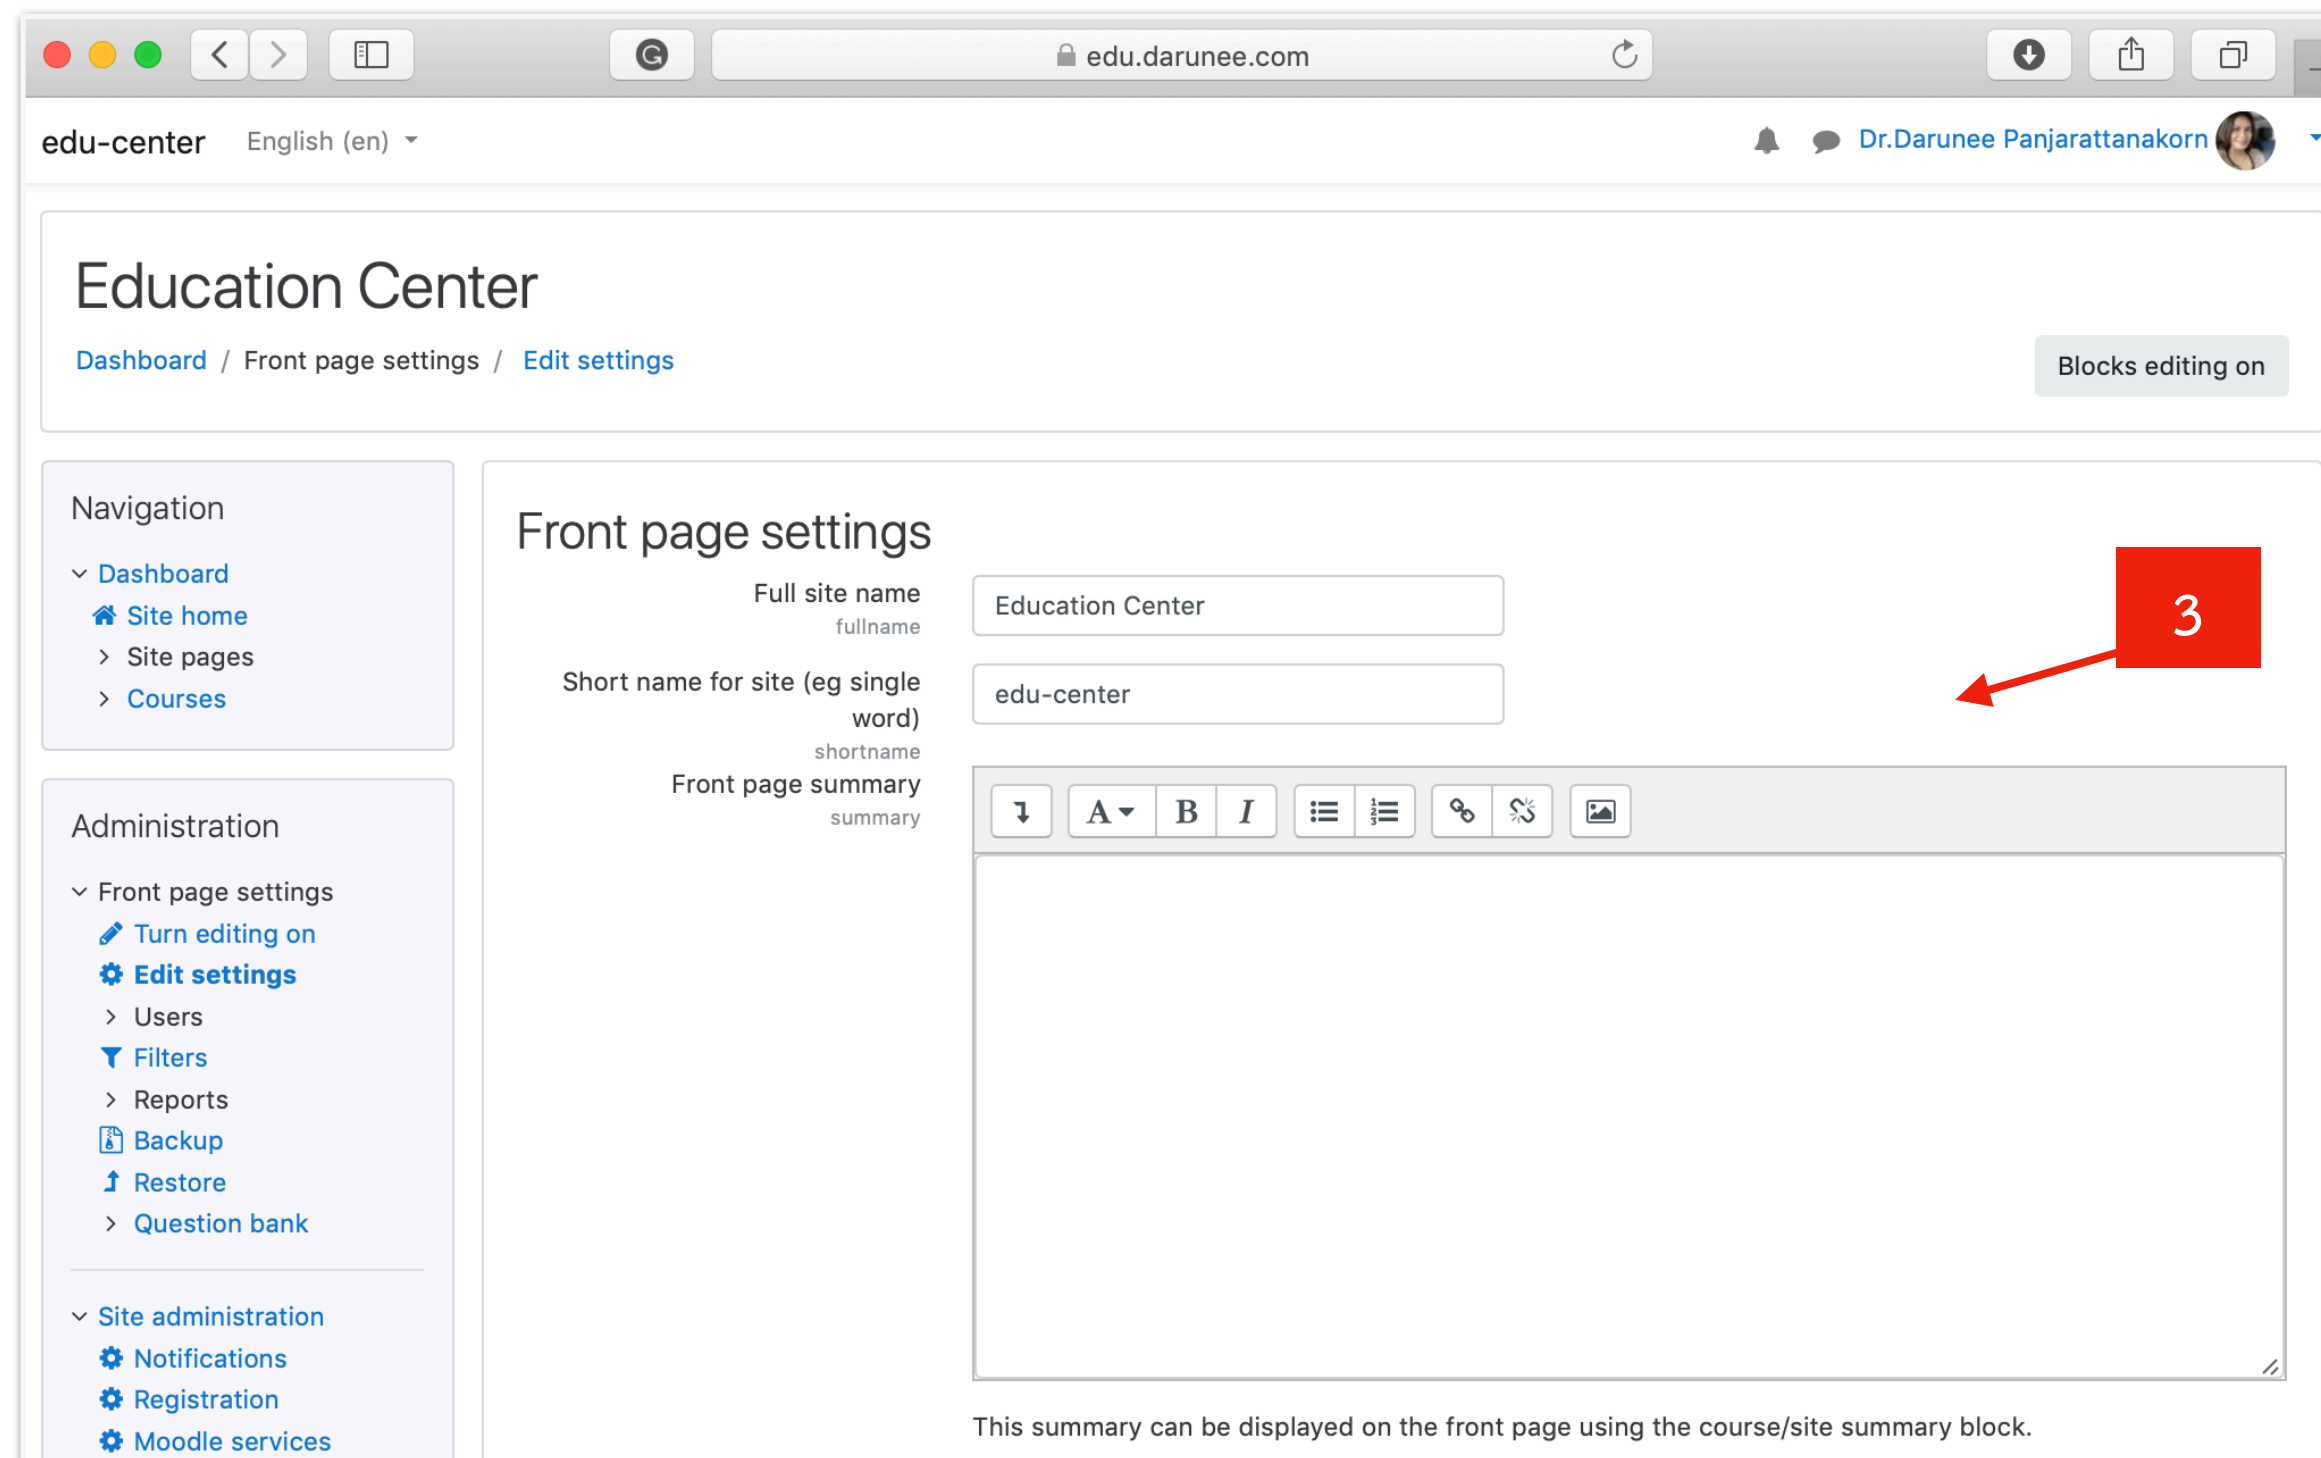 edu.darunee.com
edu-center English (en)
Dr.Darunee Panjarattanakorn
Education Center
Dashboard / Front page settings / Edit settings
Blocks editing on
Navigation
Dashboard
Site home
Site pages
Courses
Administration
Front page settings
Turn editing on
Edit settings
Users
Filters
Reports
Backup
Restore
Question bank
Site administration
Notifications
Registration
Moodle services
Front page settings
Full site name
fullname
Education Center
Short name for site (eg single
word)
shortname
edu-center
3
Front page summary
summary
A B I
This summary can be displayed on the front page using the course/site summary block.